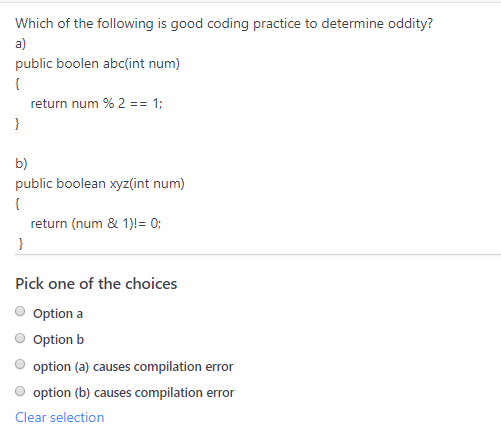 Which of the following is good coding practice to determine oddity?
a)
public boolen abc(int num)
{
return num % 2 == 1;
}
b)
public boolean xyz(int num)
{
return (num & 1)!= 0;
}
Pick one of the choices
Option a
Option b
option (a) causes compilation error
option (b) causes compilation error
Clear selection